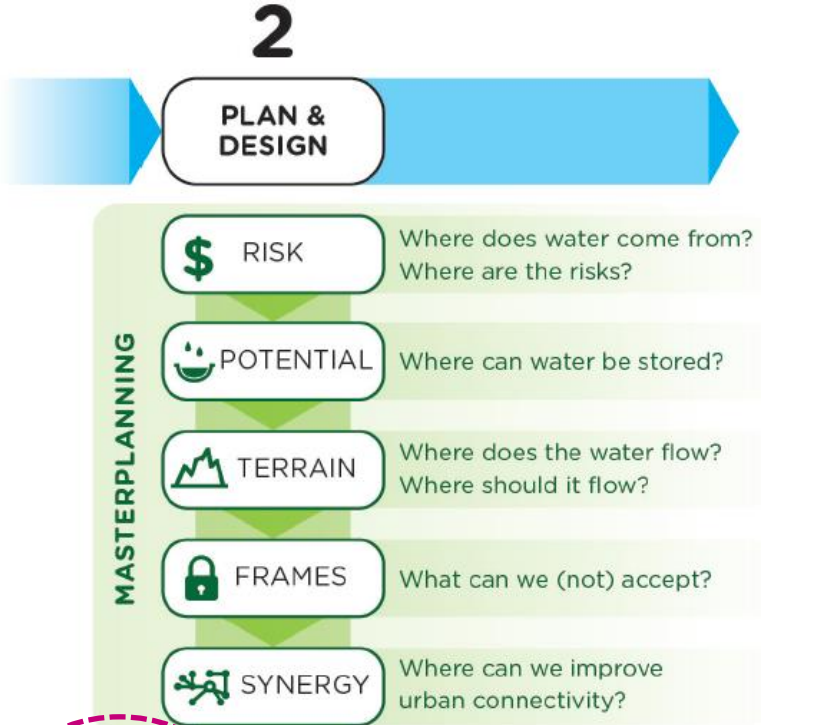 2
PLAN &
DESIGN
$ RISK
Where does water come from?
Where are the risks?
POTENTIAL
Where can water be stored?
TERRAIN
Where does the water flow?
Where should it flow?
FRAMES
What can we (not) accept?
SYNERGY
Where can we improve
urban connectivity?
MASTERPLANNING